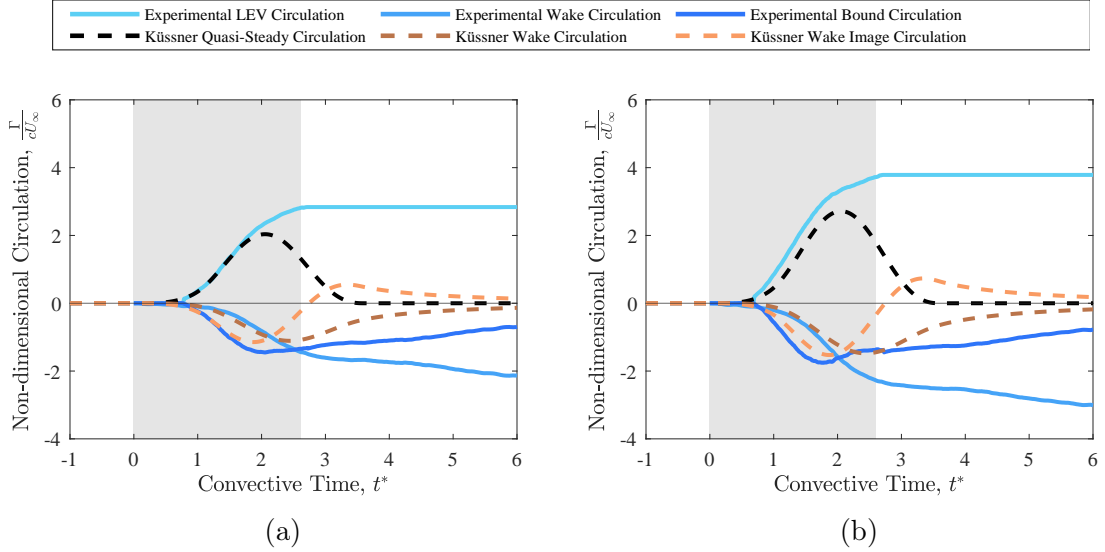 Experimental LEV Circulation Experimental Wake Circulation Experimental Bound Circulation
Küssner Quasi-Steady Circulation Küssner Wake Circulation Küssner Wake Image Circulation
Non-dimensional Circulation, Γ/cU∞
6
4
2
0
-2
-4
-1 0 1 2 3 4 5 6
Convective Time, t*
(a)
Non-dimensional Circulation, Γ/cU∞
6
4
2
0
-2
-4
-1 0 1 2 3 4 5 6
Convective Time, t*
(b)